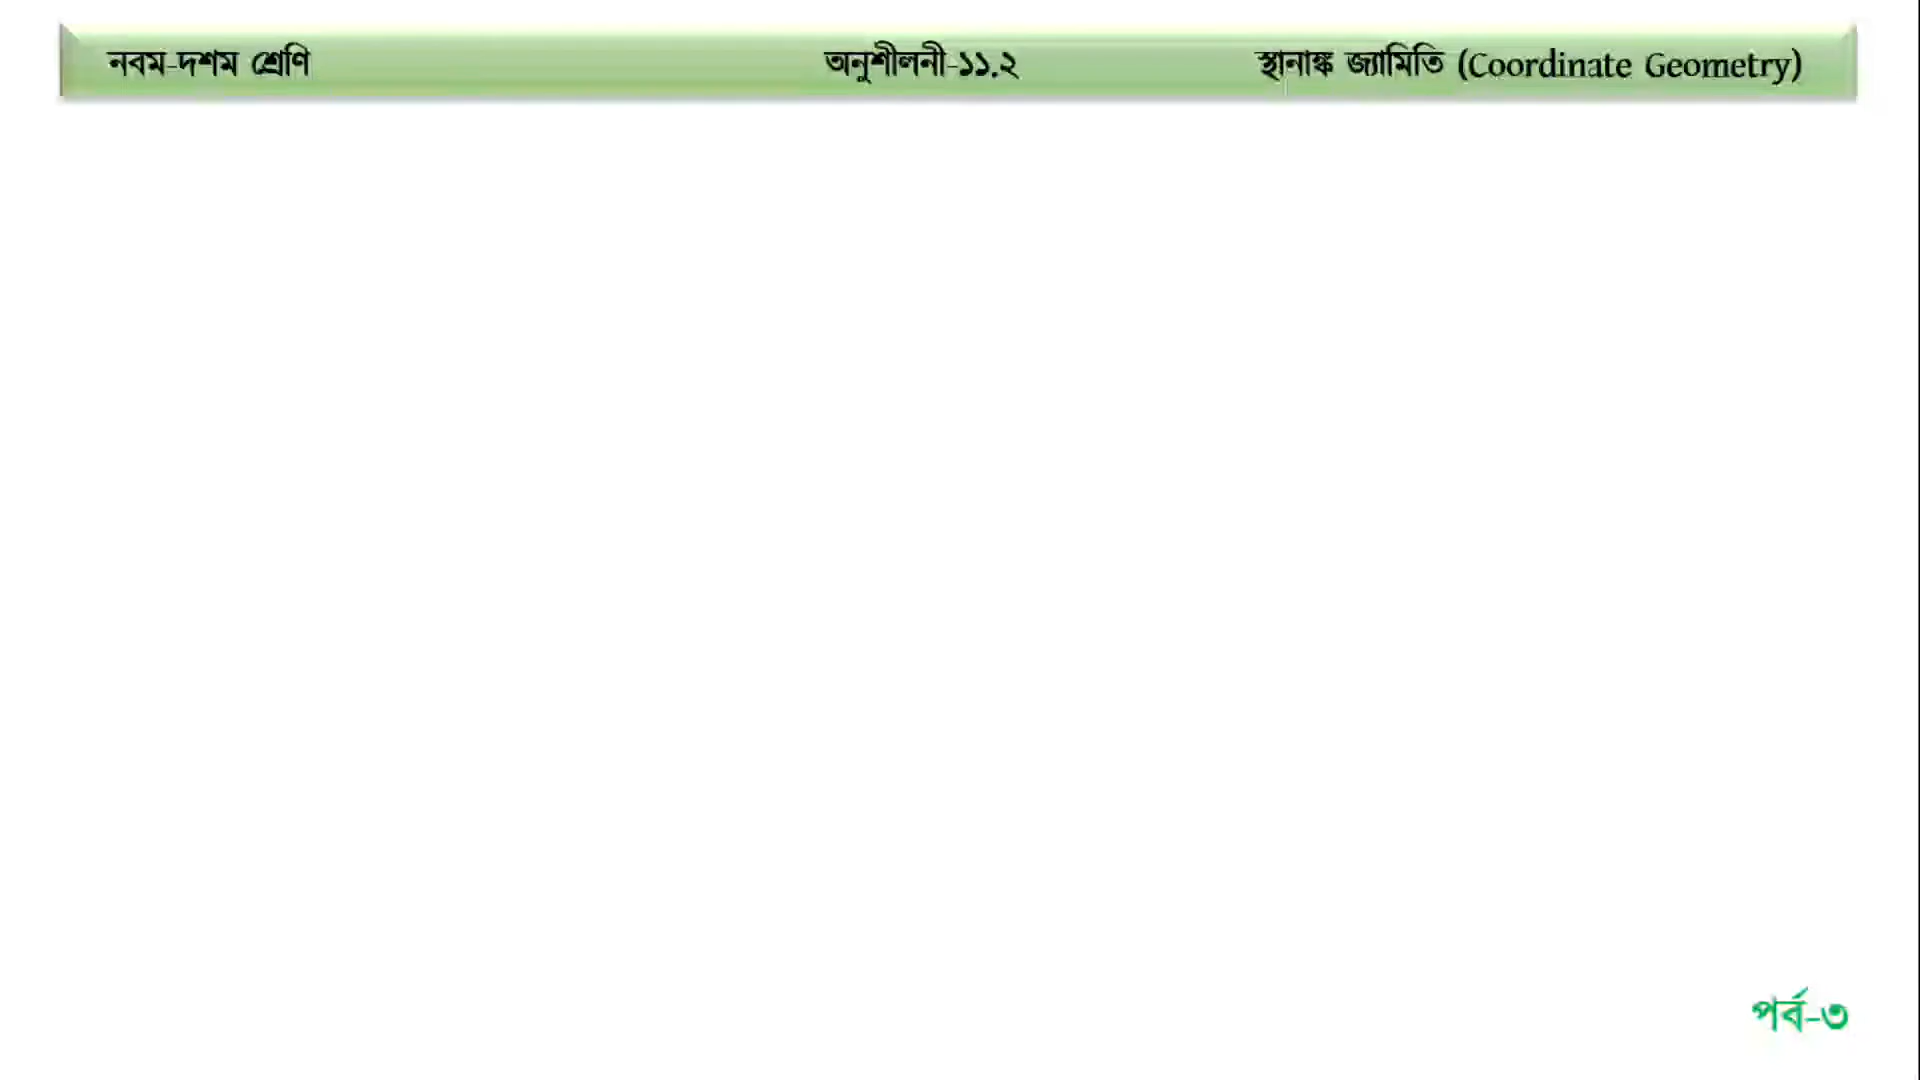 নবম-দশম শ্রেণি অনুশীলনী-১১.২ স্থানাঙ্ক জ্যামিতি (Coordinate Geometry)
পর্ব-৩